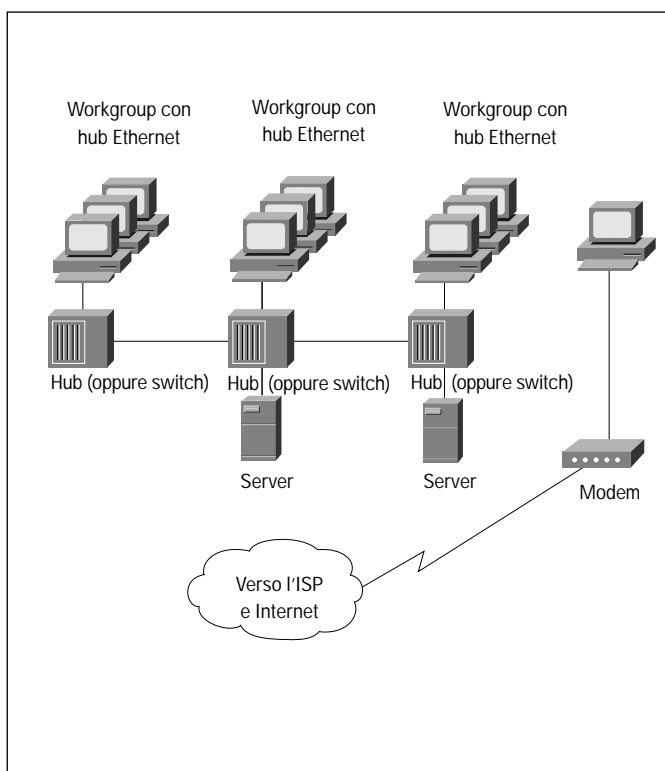 Workgroup con
hub Ethernet
Workgroup con
hub Ethernet
Workgroup con
hub Ethernet
Hub (oppure switch)
Hub (oppure switch)
Hub (oppure switch)
Server
Server
Modem
Verso l'ISP
e Internet